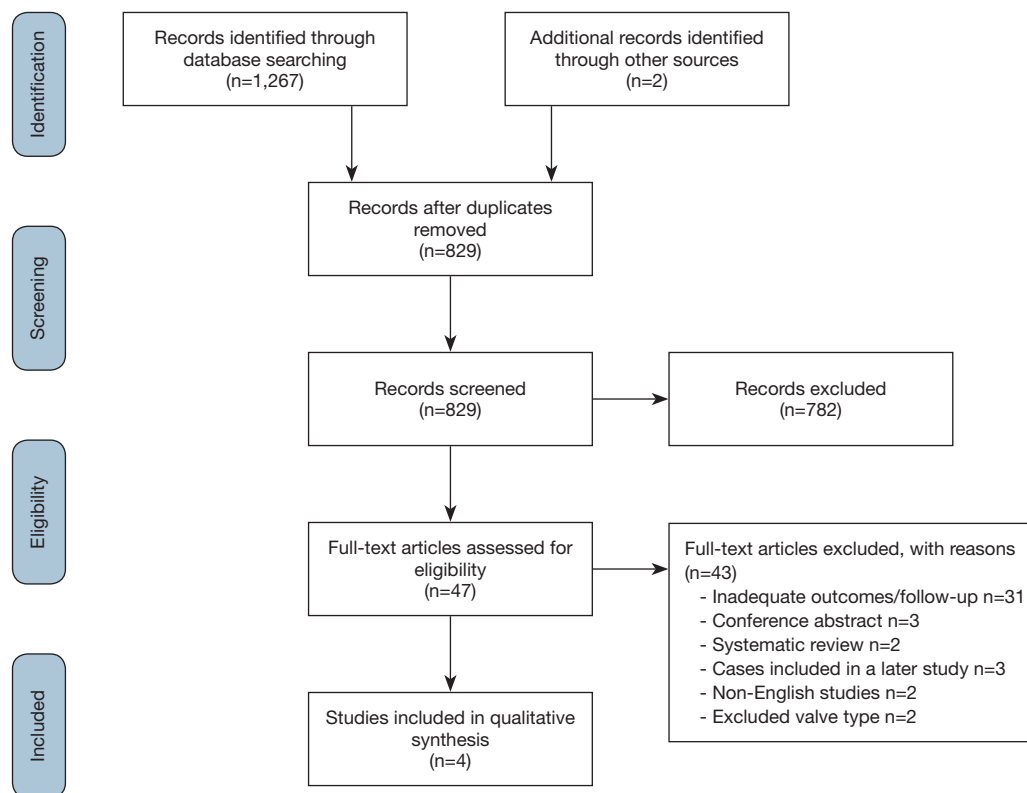 Identification
Records identified through
database searching
(n=1,267)
Additional records identified
through other sources
(n=2)
Records after duplicates
removed
(n=829)
Screening
Records screened
(n=829)
Records excluded
(n=782)
Eligibility
Full-text articles assessed for
eligibility
(n=47)
Full-text articles excluded, with reasons
(n=43)
- Inadequate outcomes/follow-up n=31
- Conference abstract n=3
- Systematic review n=2
- Cases included in a later study n=3
- Non-English studies n=2
- Excluded valve type n=2
Included
Studies included in qualitative
synthesis
(n=4)